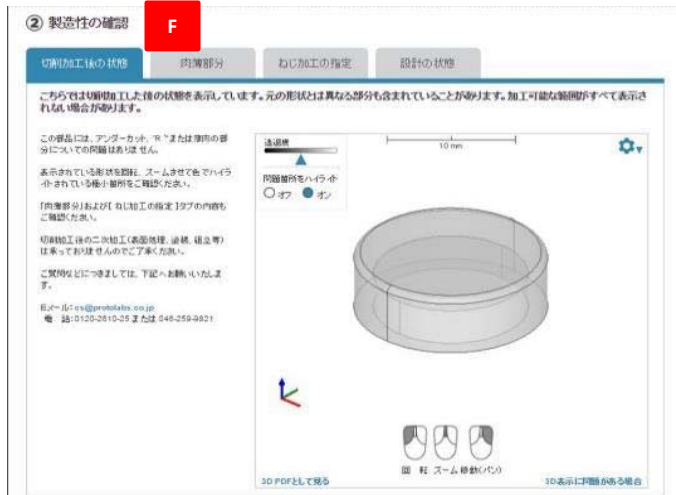 ② 製造性の確認
F
切削加工後の状態
肉薄部分
ねじ加工の指定
設計の状態
こちらでは切削加工した後の状態を表示しています。元の形状とは異なる部分も含まれていることがあります。加工可能な範囲がすべて表示さ
れない場合があります。
この部品には、アンダーカット、"R"または薄肉の部
分についての問題はありません。
表示されている形状を回転、ズームさせて色でハイラ
イトされている極小箇所をご確認ください。
「肉薄部分」および「ねじ加工の指定」タブの内容も
ご確認ください。
切削加工後の二次加工(表面
処理、塗装、組立等)
は承っておりませんのでご了
承ください。
ご質問などにつきましては、下記へお願いいたしま
す。
Eメール:cs@protolabs.co.jp
電 話:0120-2610-25 または 046-259-9821
透過度
10 mm
問題箇所をハイライト
オフ オン
回 転 ズーム 移動(パン)
3D PDFとして見る
3D表示に問題がある場合